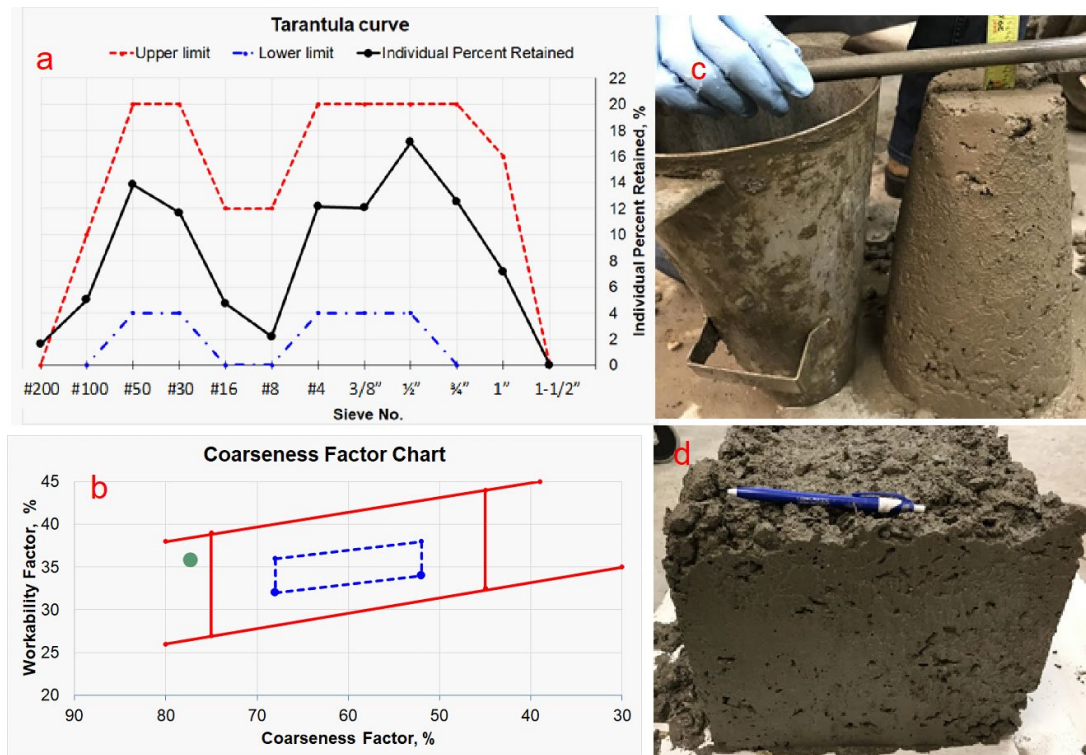 Tarantula curve
Upper limit Lower limit Individual Percent Retained
a
22
20
18
16
14
12
10
8
6
4
2
0
Individual Percent Retained, %
#200 #100 #50 #30 #16 #8 #4 3/8” ½” ¾” 1” 1-1/2”
Sieve No.
c
Coarseness Factor Chart
b
45
40
35
30
25
20
Workability Factor, %
90 80 70 60 50 40 30
Coarseness Factor, %
d